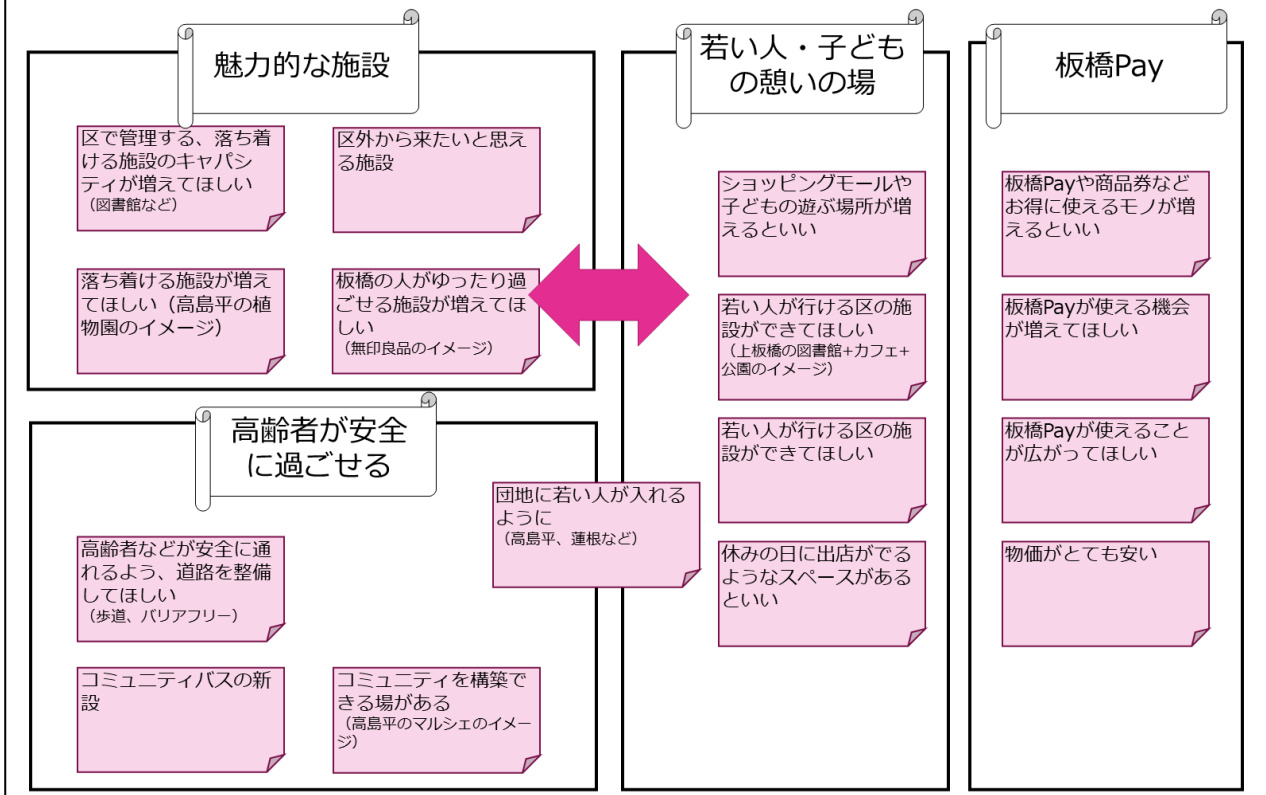 魅力的な施設
区で管理する、落ち着
ける施設のキャパシ
ティが増えてほしい
（図書館など）
区外から来たいと思え
る施設
落ち着ける施設が増え
てほしい（高島平の植
物園のイメージ）
板橋の人がゆったり過
ごせる施設が増えてほ
しい
（無印良品のイメージ）
高齢者が安全
に過ごせる
高齢者などが安全に通
れるよう、道路を整備
してほしい
（歩道、バリアフリー）
コミュニティバスの新
設
コミュニティを構築で
きる場がある
（高島平のマルシェのイメー
ジ）
団地に若い人が入れる
ように
（高島平、蓮根など）
若い人・子ども
の憩いの場
ショッピングモールや
子どもの遊ぶ場所が増
えるといい
若い人が行ける区の施
設ができてほしい
（上板橋の図書館+カフェ+
公園のイメージ）
若い人が行ける区の施
設ができてほしい
休みの日に出店がでる
ようなスペースがある
といい
板橋Pay
板橋Payや商品券など
お得に使えるモノが増
えるといい
板橋Payが使える機会
が増えてほしい
板橋Payが使えること
が広がってほしい
物価がとても安い